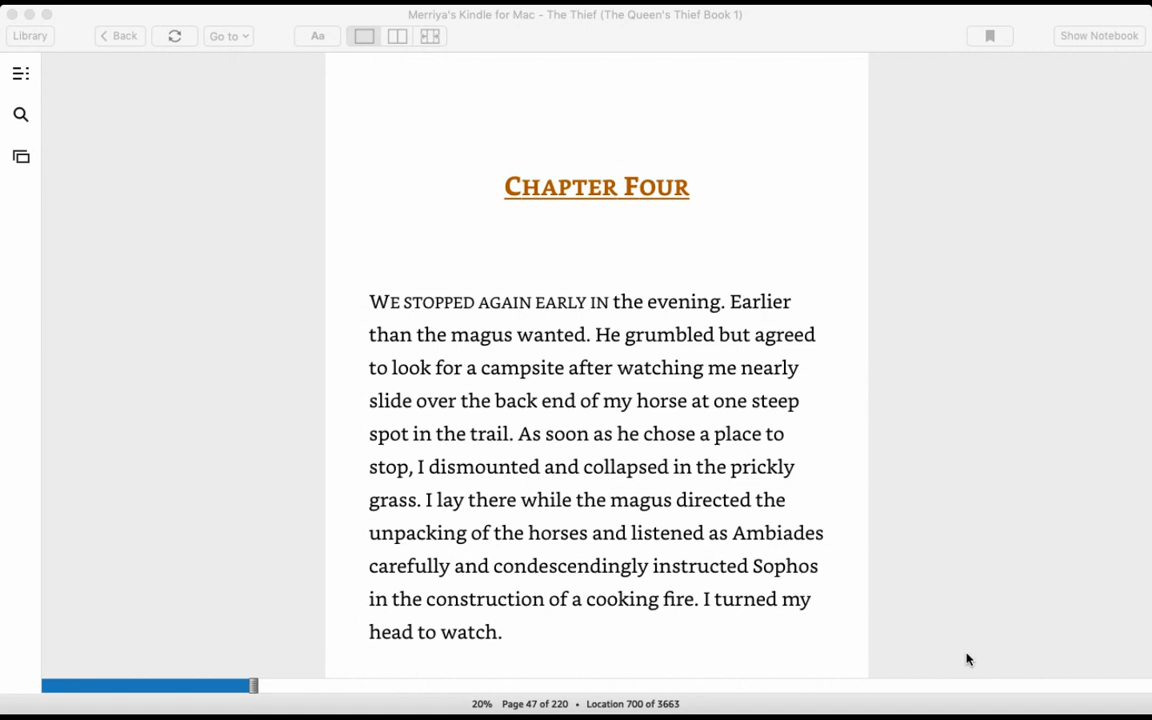 Merriya's Kindle for Mac - The Thief (The Queen's Thief Book 1)
Library
Back
Go to
Aa
Show Notebook
CHAPTER FOUR
WE STOPPED AGAIN EARLY IN the evening. Earlier
than the magus wanted. He grumbled but agreed
to look for a campsite after watching me nearly
slide over the back end of my horse at one steep
spot in the trail. As soon as he chose a place to
stop, I dismounted and collapsed in the prickly
grass. I lay there while the magus directed the
unpacking of the horses and listened as Ambiades
carefully and condescendingly instructed Sophos
in the construction of a cooking fire. I turned my
head to watch.
20% Page 47 of 220 • Location 700 of 3663